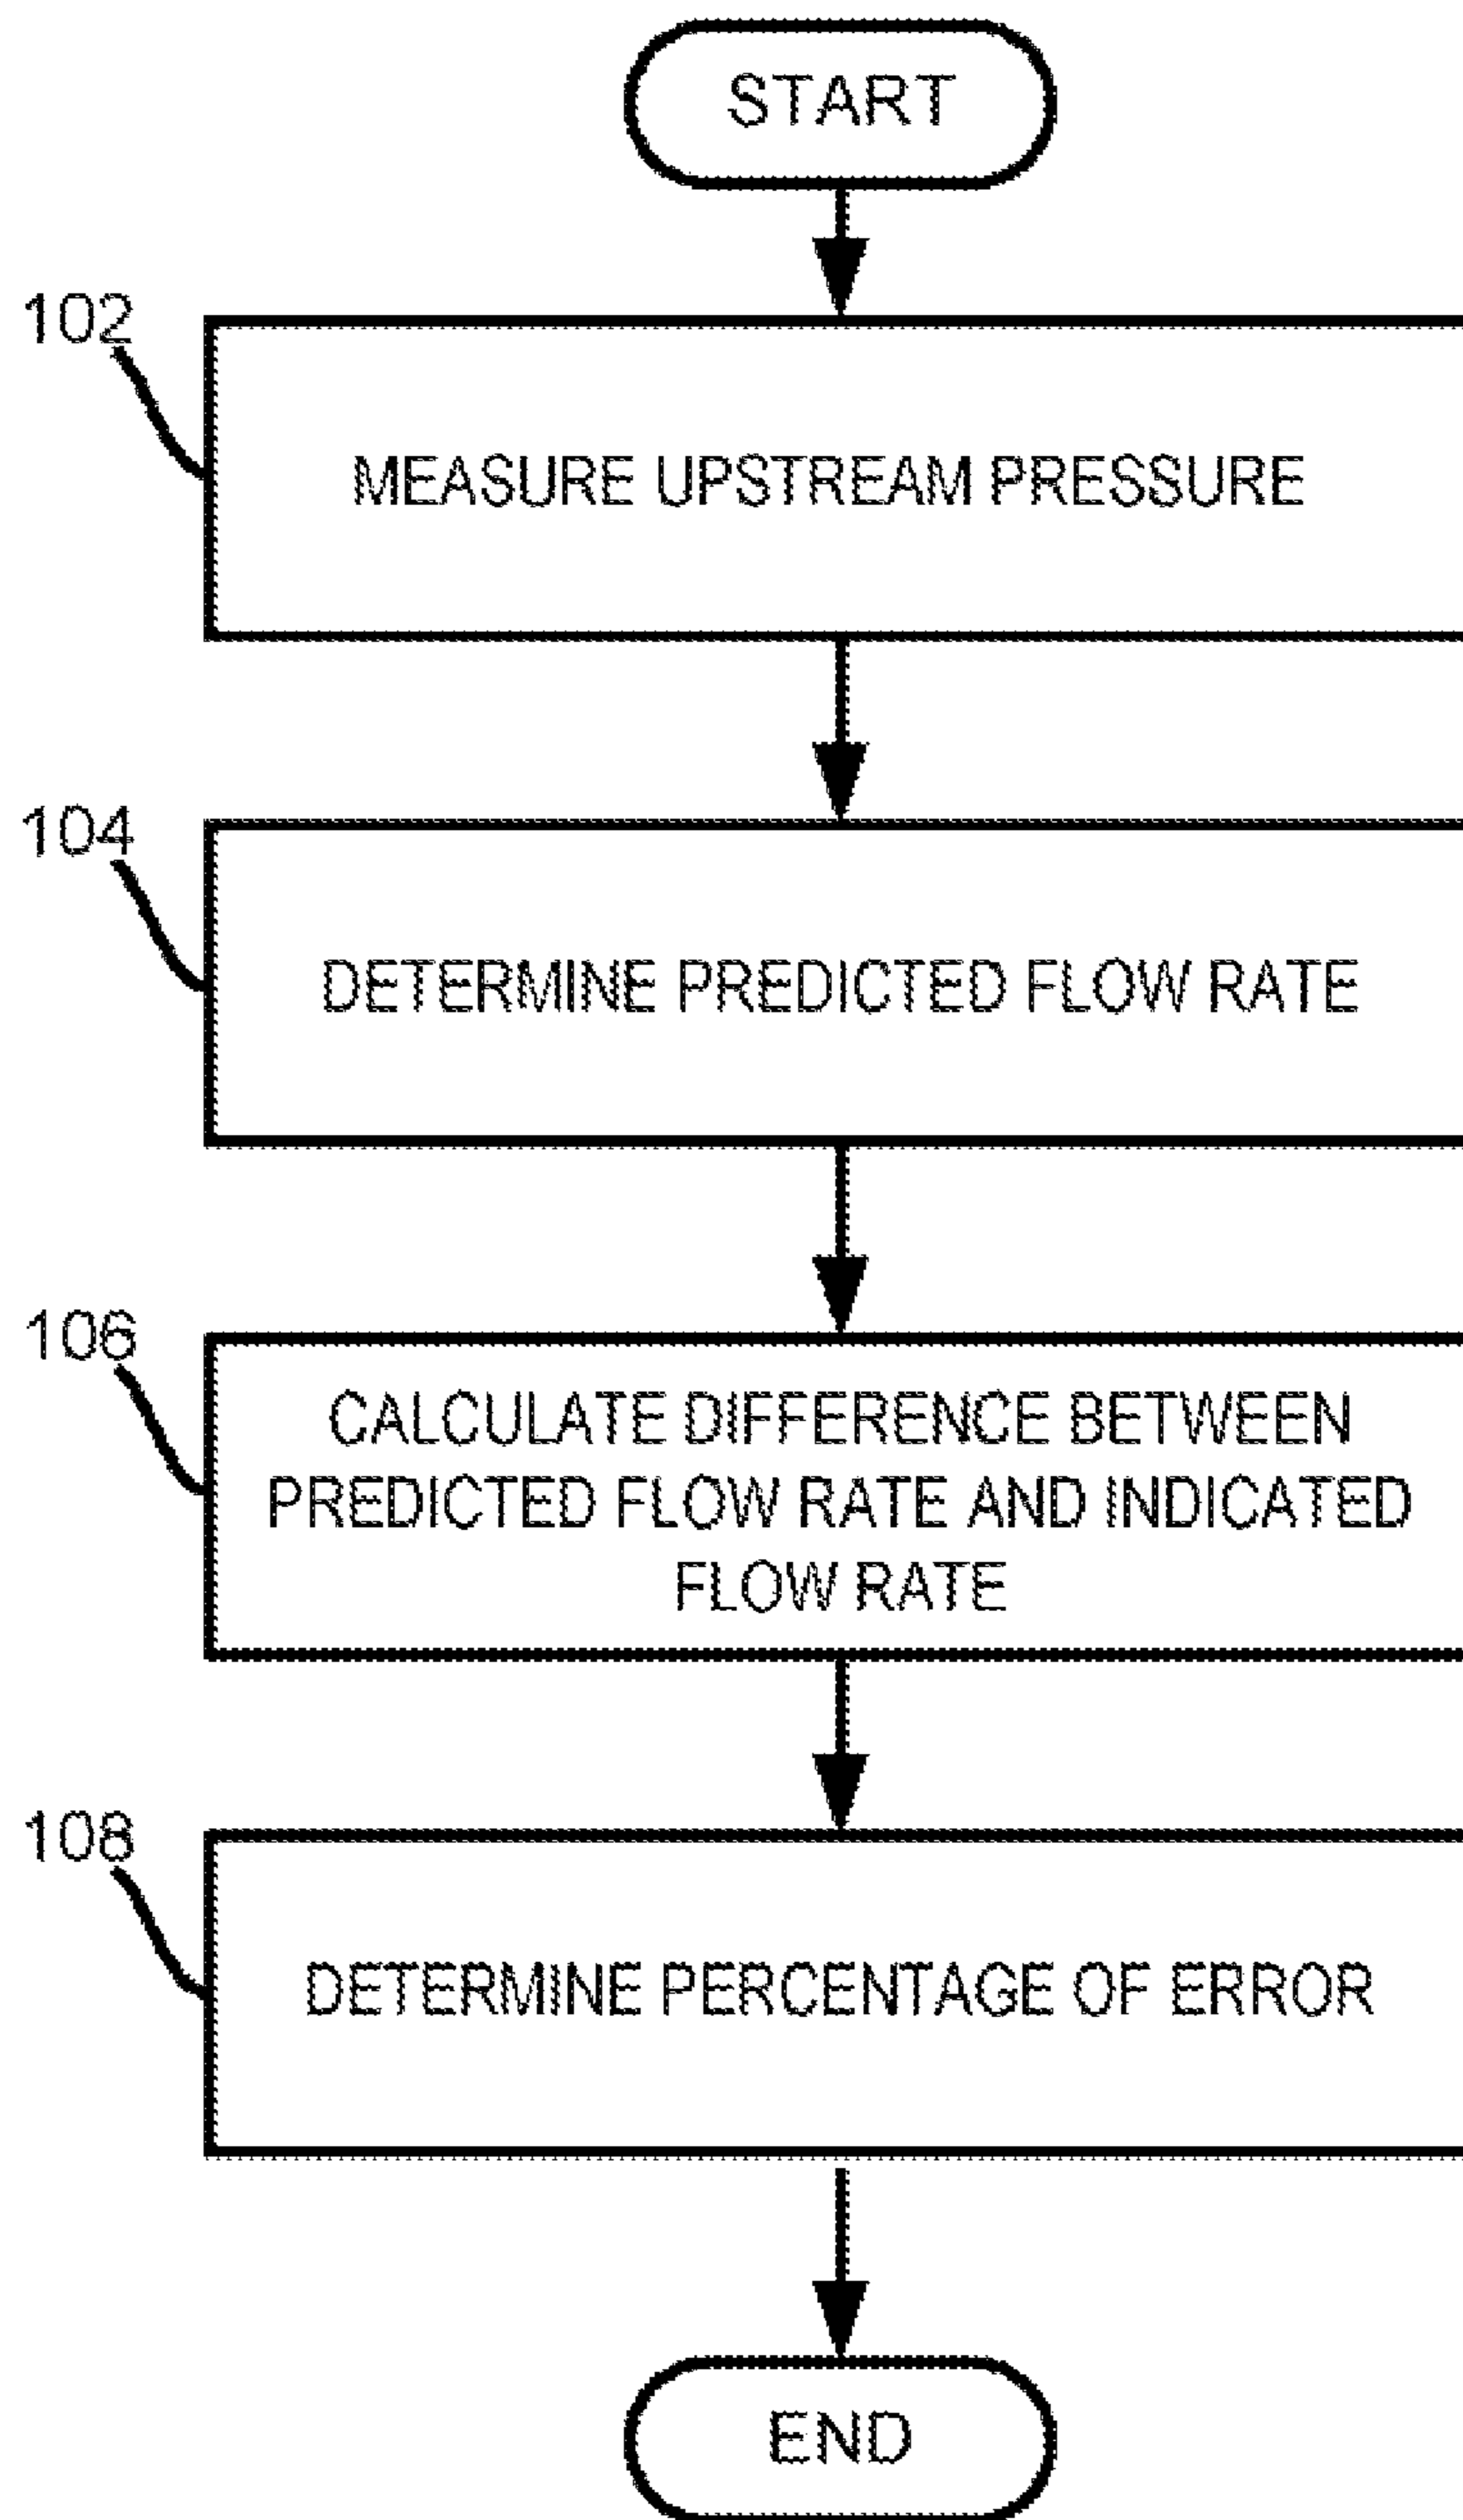 START
102
MEASURE UPSTREAM PRESSURE
104
DETERMINE PREDICTED FLOW RATE
106
CALCULATE DIFFERENCE BETWEEN
PREDICTED FLOW RATE AND INDICATED
FLOW RATE
108
DETERMINE PERCENTAGE OF ERROR
END